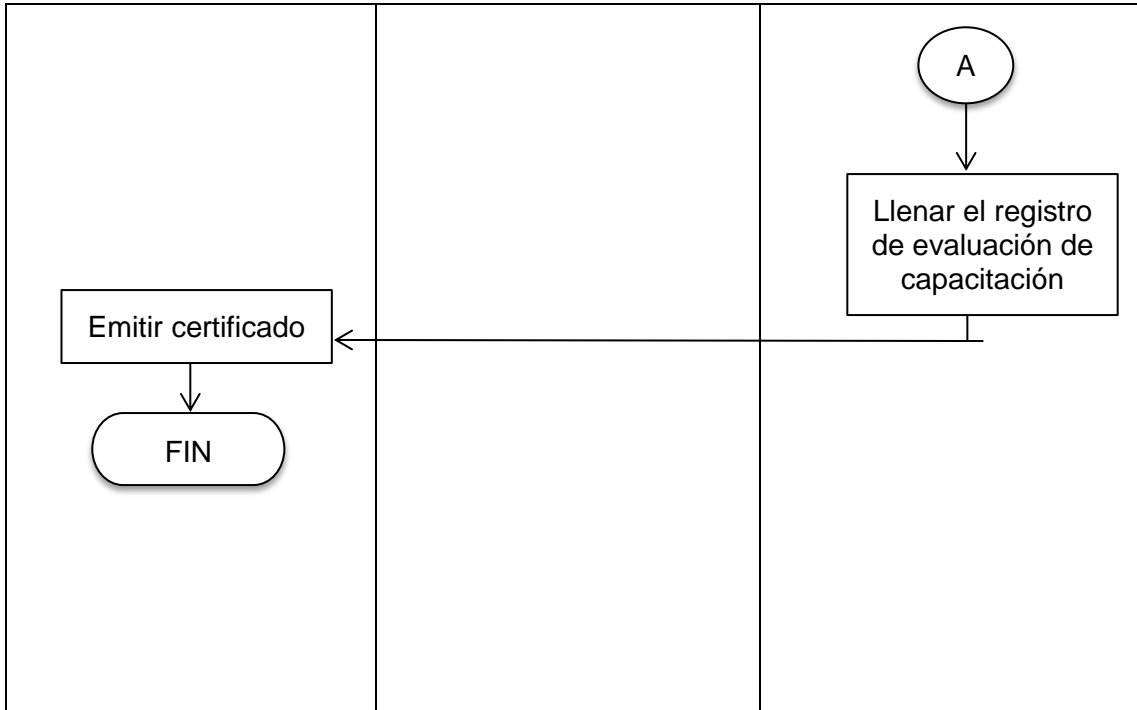 A
Llenar el registro
de evaluación de
capacitación
Emitir certificado
FIN